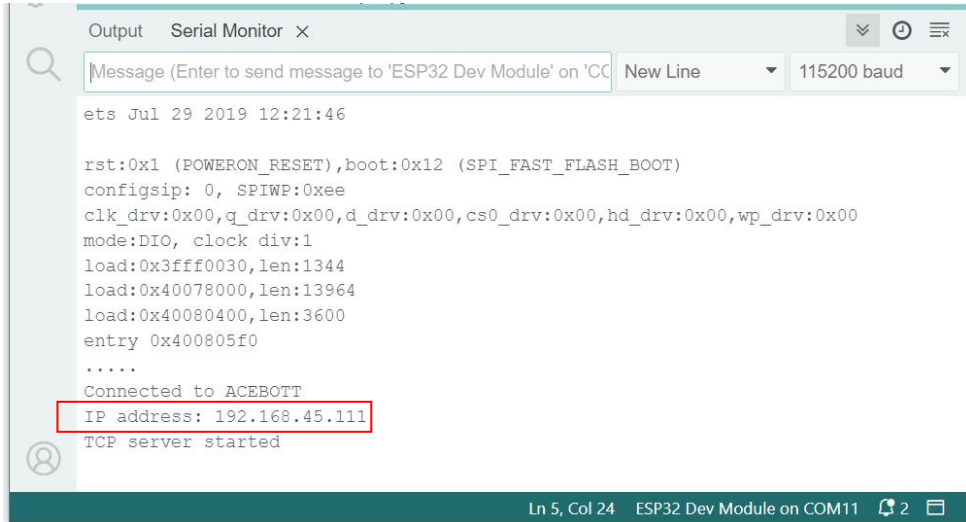 Output Serial Monitor
Message (Enter to send message to 'ESP32 Dev Module' on 'CO New Line 115200 baud
ets Jul 29 2019 12:21:46
rst:0x1 (POWERON_RESET),boot:0x12 (SPI_FAST_FLASH_BOOT)
configsip: 0, SPIWP:0xee
clk_drv:0x00,q_drv:0x00,d_drv:0x00,cs0_drv:0x00,hd_drv:0x00,wp_drv:0x00
mode:DIO, clock div:1
load:0x3fff0030,len:1344
load:0x40078000,len:13964
load:0x40080400,len:3600
entry 0x400805f0
.....
Connected to ACEBOTT
IP address: 192.168.45.111
TCP server started
Ln 5, Col 24 ESP32 Dev Module on COM11 2